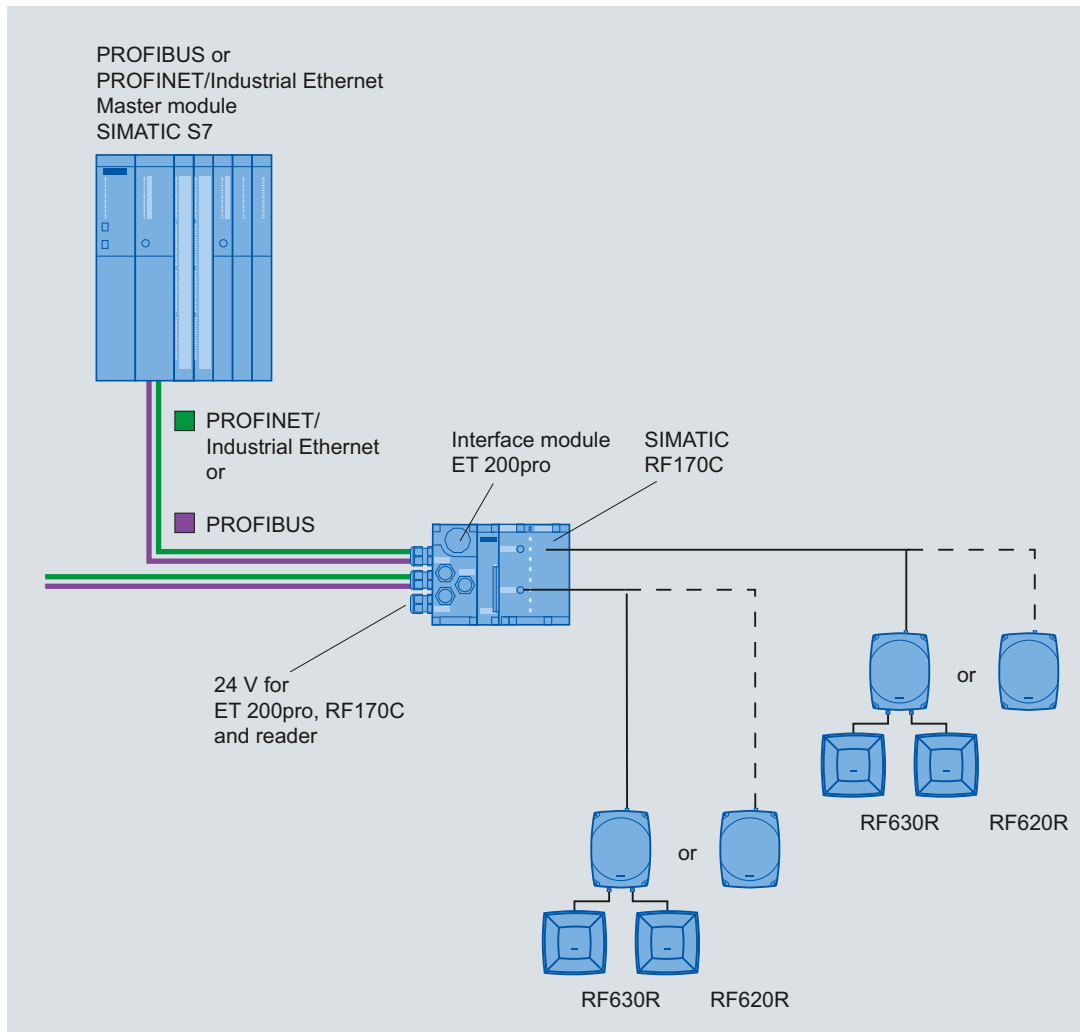 PROFIBUS or
PROFINET/Industrial Ethernet
Master module
SIMATIC S7
PROFINET/
Industrial Ethernet
or
PROFIBUS
Interface module
ET 200pro
SIMATIC
RF170C
24 V for
ET 200pro, RF170C
and reader
or
RF630R
RF620R
or
RF630R
RF620R